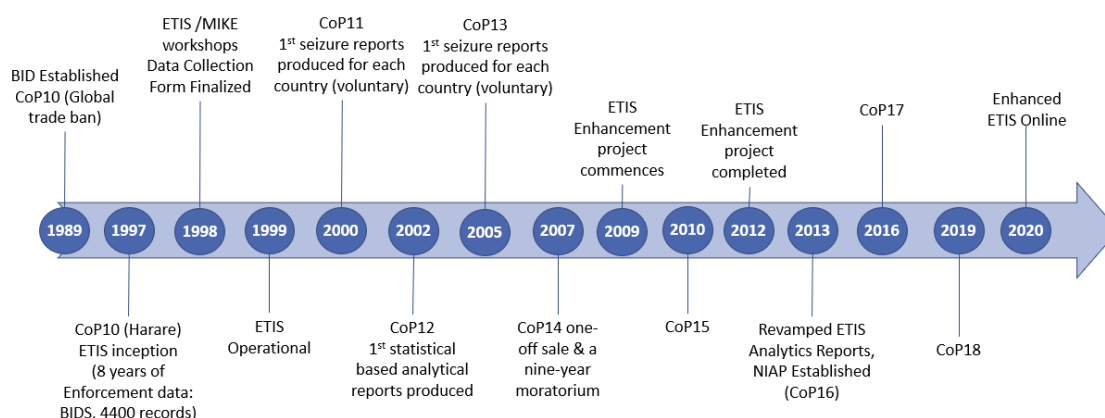 BID Established
CoP10 (Global
trade ban)
ETIS /MIKE
workshops
Data Collection
Form Finalized
CoP11
1st seizure reports
produced for each
country (voluntary)
CoP13
1st seizure reports
produced for each
country (voluntary)
ETIS
Enhancement
project
commences
ETIS
Enhancement
project
completed
CoP17
Enhanced
ETIS Online
1989
1997
1998
1999
2000
2002
2005
2007
2009
2010
2012
2013
2016
2019
2020
CoP10 (Harare)
ETIS inception
(8 years of
Enforcement data:
BIDS, 4400 records)
ETIS
Operational
CoP12
1st statistical
based analytical
reports produced
CoP14 one-
off sale & a
nine-year
moratorium
CoP15
Revamped ETIS
Analytics Reports,
NIAP Established
(CoP16)
CoP18